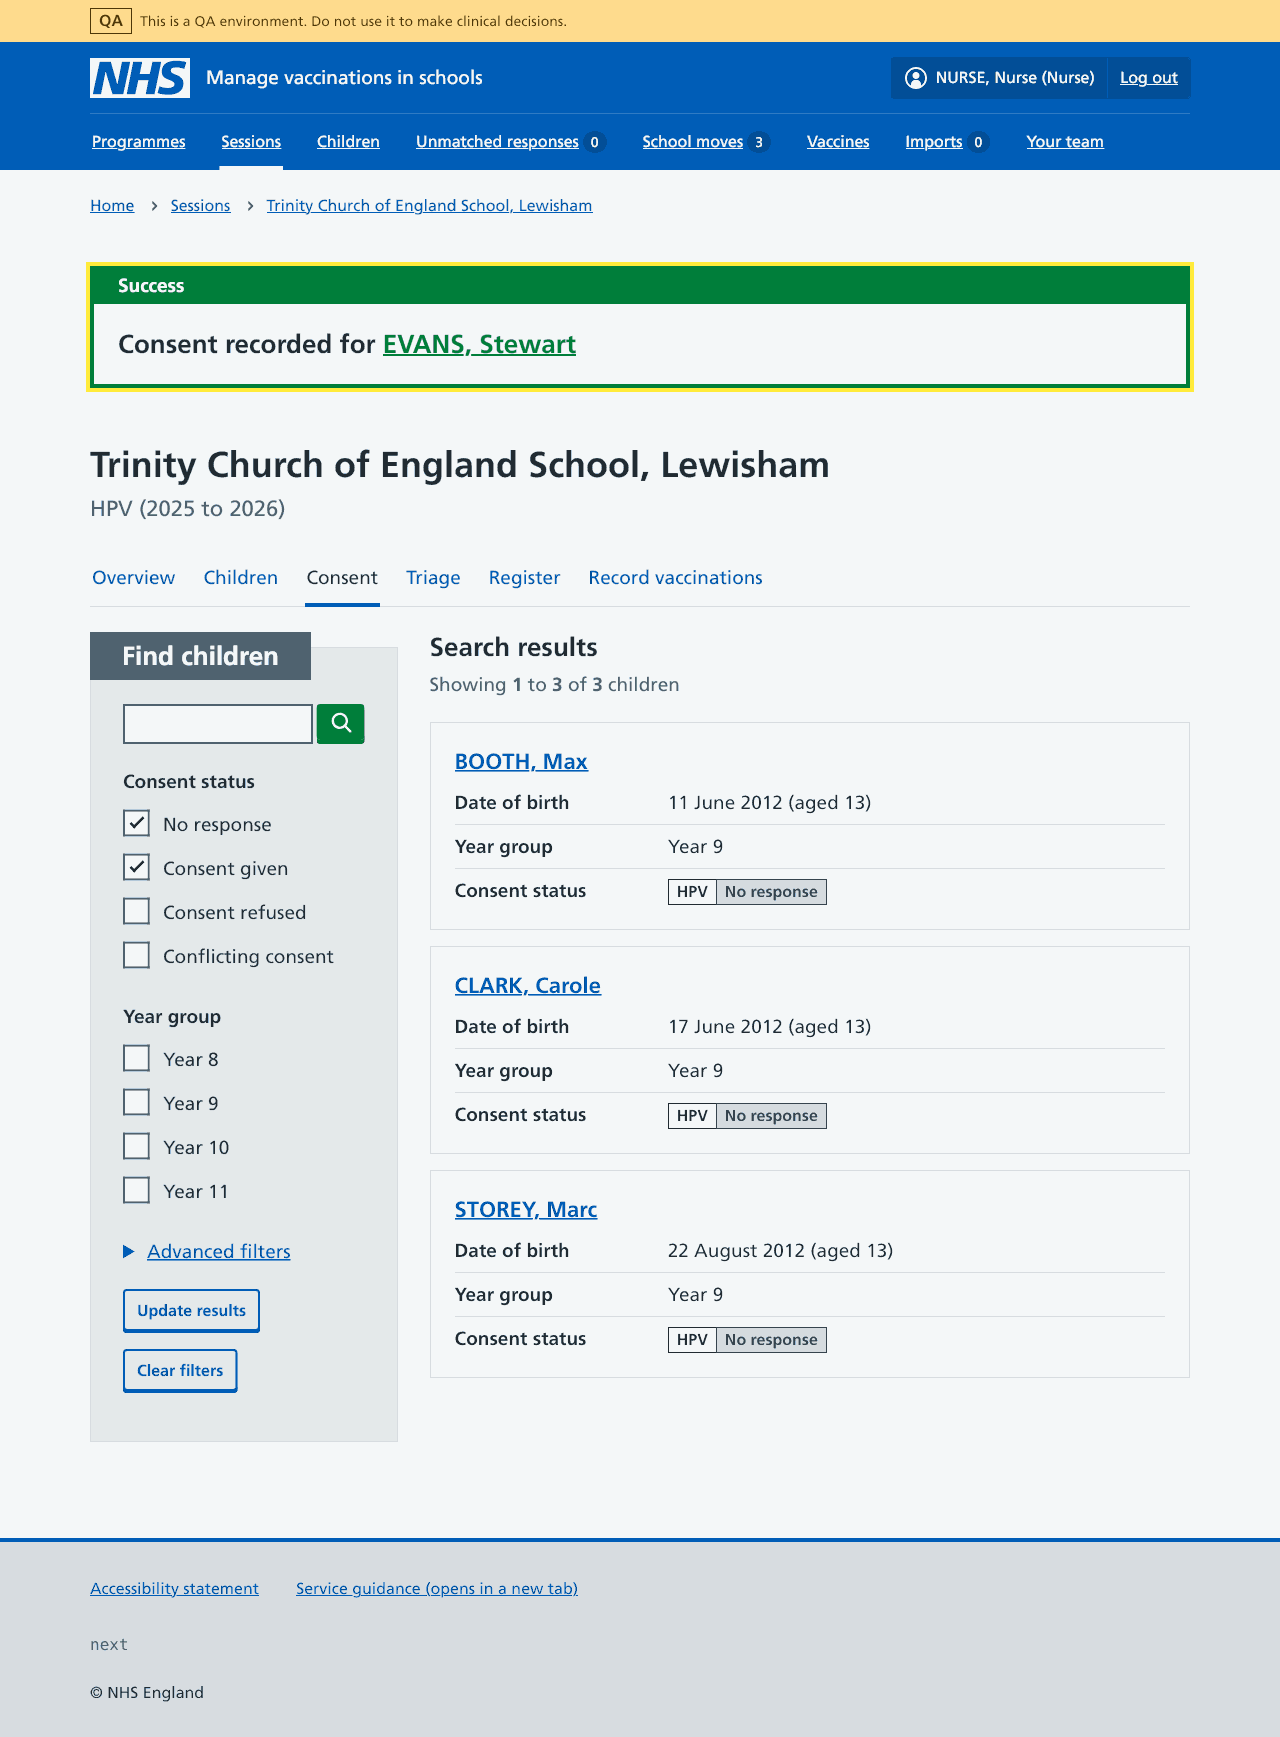 QA This is a QA environment. Do not use it to make clinical decisions.
NHS Manage vaccinations in schools NURSE, Nurse (Nurse) Log out
Programmes Sessions Children Unmatched responses 0 School moves 3 Vaccines Imports 0 Your team
Home Sessions Trinity Church of England School, Lewisham
Success
Consent recorded for EVANS, Stewart
Trinity Church of England School, Lewisham
HPV (2025 to 2026)
Overview Children Consent Triage Register Record vaccinations
Find children
Consent status
No response
Consent given
Consent refused
Conflicting consent
Year group
Year 8
Year 9
Year 10
Year 11
Advanced filters
Update results
Clear filters
Search results
Showing 1 to 3 of 3 children
BOOTH, Max
Date of birth 11 June 2012 (aged 13)
Year group Year 9
Consent status HPV No response
CLARK, Carole
Date of birth 17 June 2012 (aged 13)
Year group Year 9
Consent status HPV No response
STOREY, Marc
Date of birth 22 August 2012 (aged 13)
Year group Year 9
Consent status HPV No response
Accessibility statement Service guidance (opens in a new tab)
next
© NHS England